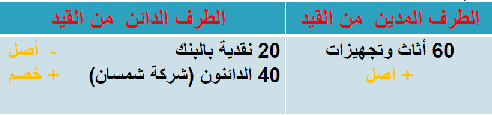 الطرف المدين من القيد
الطرف الدائن من القيد
60 أثاث وتجهيزات
+ أصل
20 نقدية بالبنك - أصل
40 الدائنون (شركة شمسان) + خصم